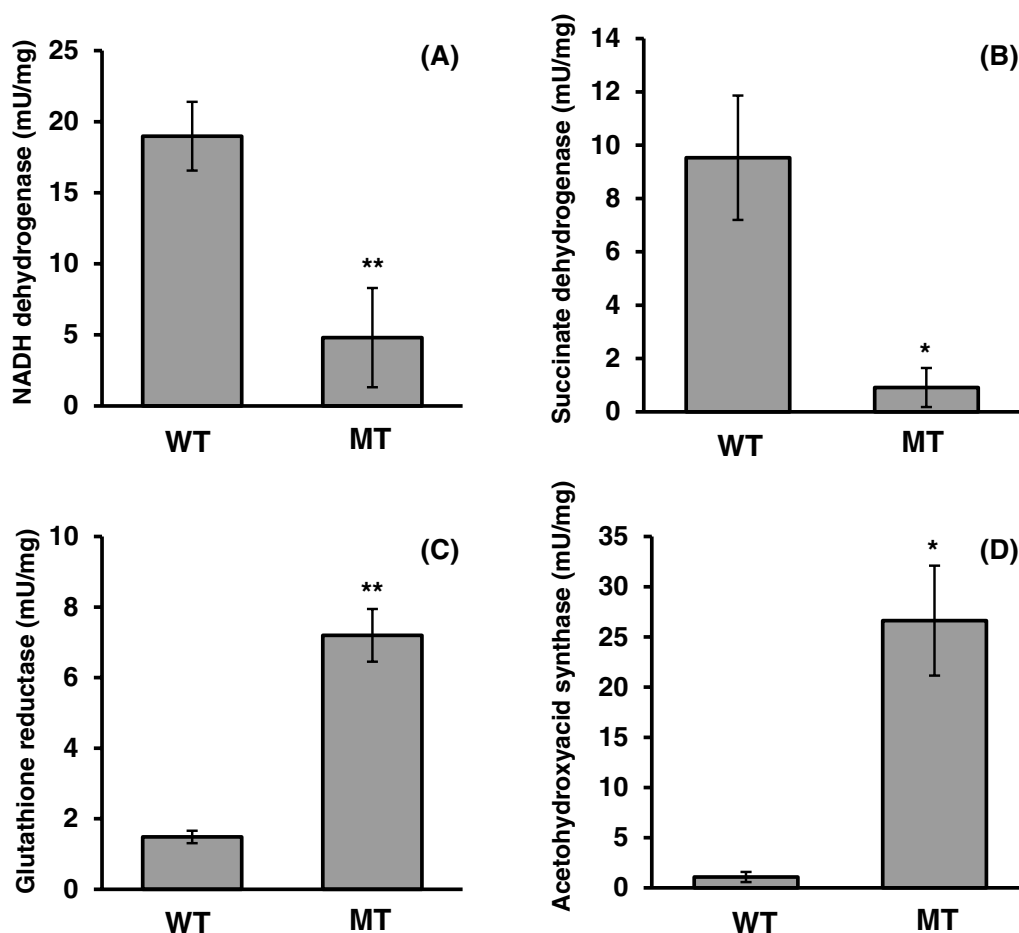 (A)
NADH dehydrogenase (mU/mg)
25
20
15
10
5
0
**
WT
MT
(B)
Succinate dehydrogenase (mU/mg)
14
12
10
8
6
4
2
0
*
WT
MT
(C)
Glutathione reductase (mU/mg)
10
8
6
4
2
0
**
WT
MT
(D)
Acetohydroxyacid synthase (mU/mg)
35
30
25
20
15
10
5
0
*
WT
MT